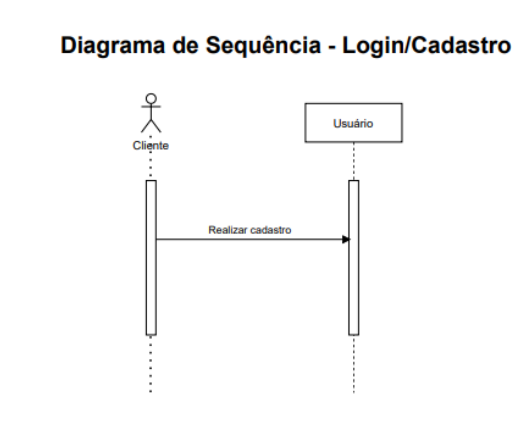 Diagrama de Sequência - Login/Cadastro
Cliente
Usuário
Realizar cadastro